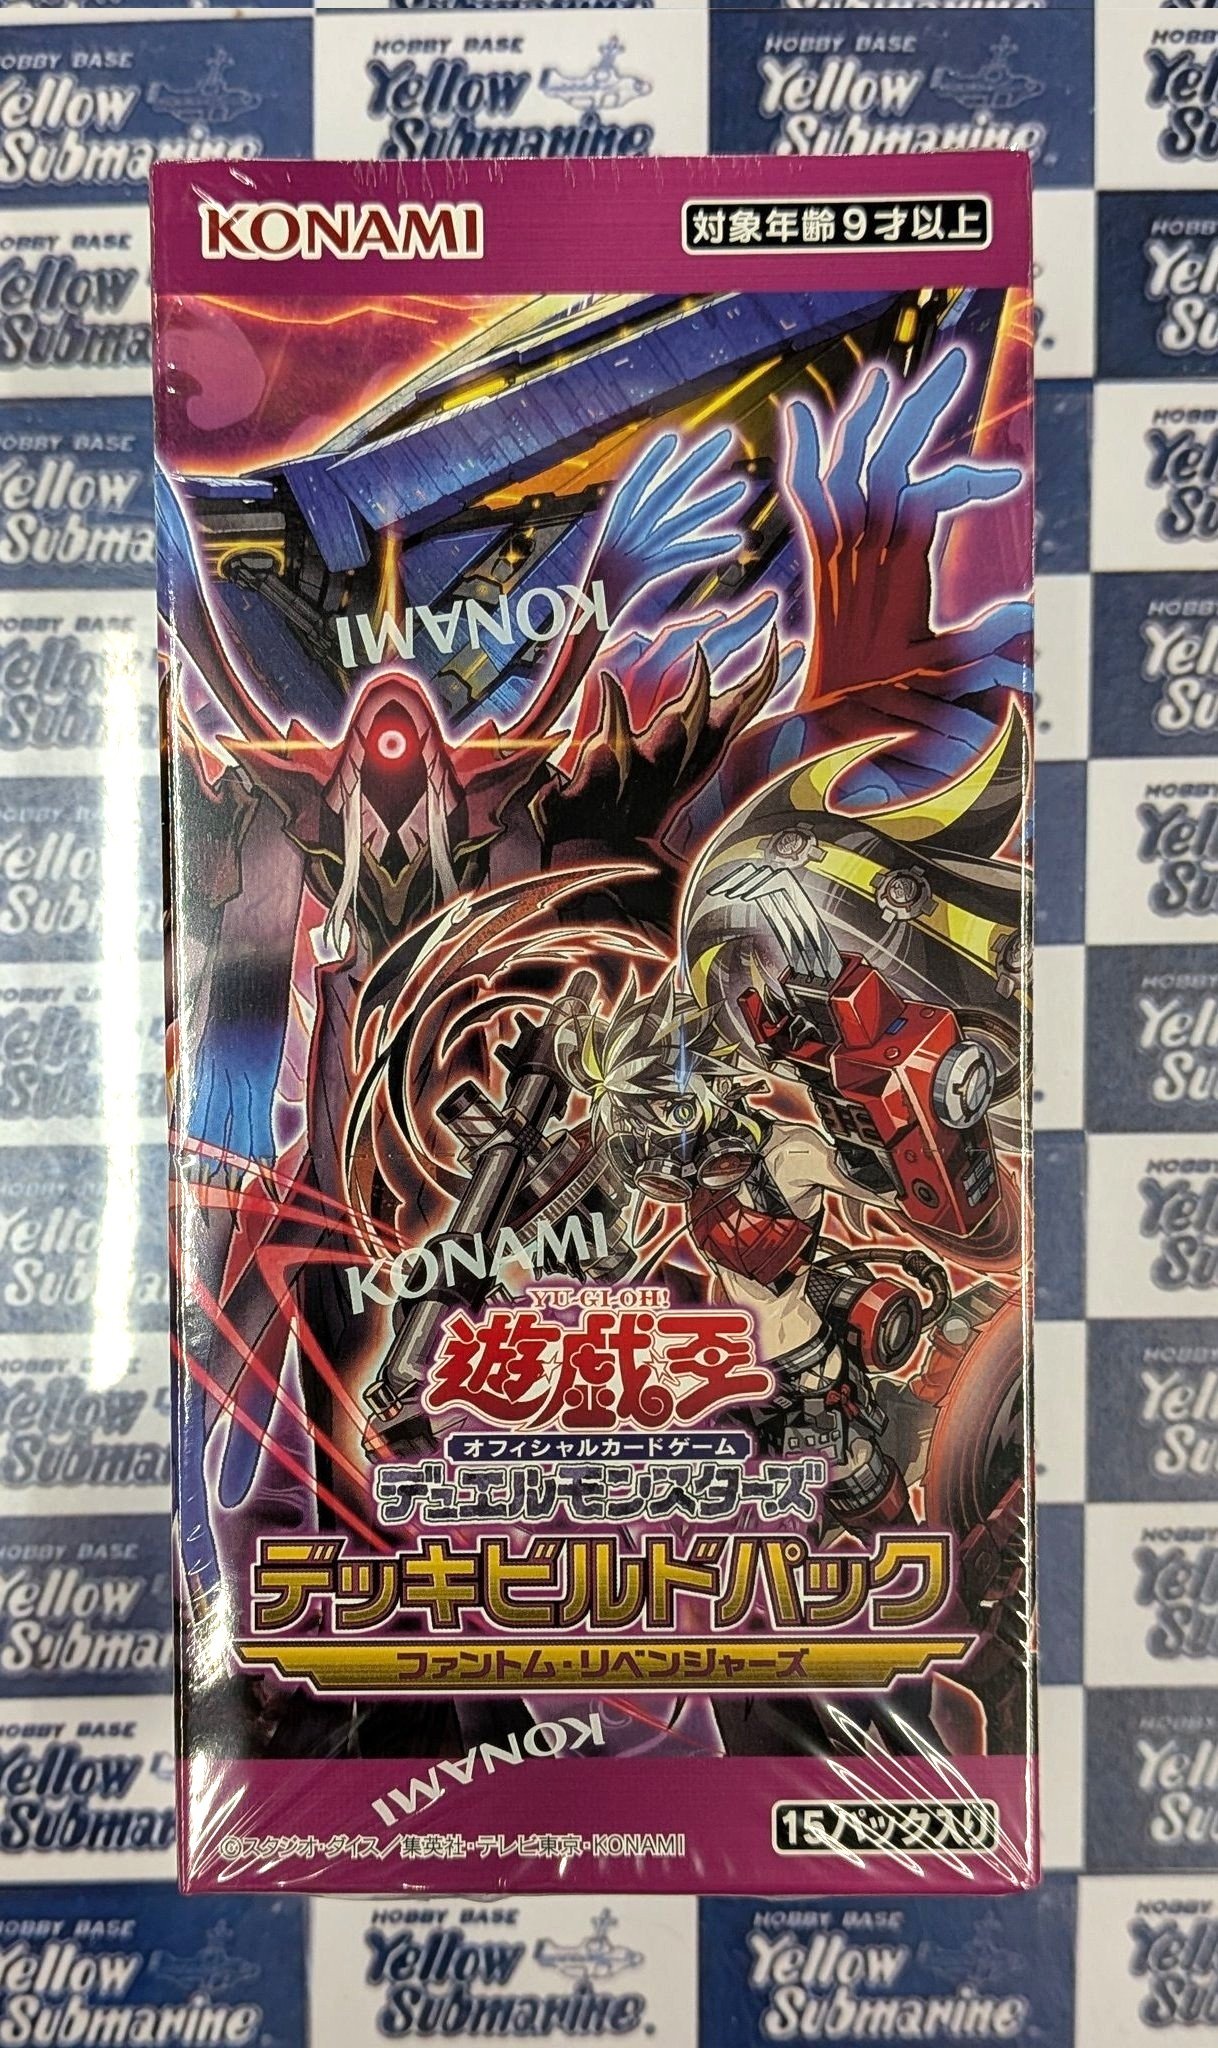 HOBBY BASE
Yellow
Submarine
KONAMI
対象年齢9才以上
KONAMI
KONAMI
YU-GI-OH!
遊戯王
オフィシャルカードゲーム
デュエルモンスターズ
デッキビルドパック
ファントム・リベンジャーズ
KONAMI
15パック入り
©スタジオ・ダイス／集英社・テレビ東京・KONAMI
HOBBY BASE
Yellow
Submarine.